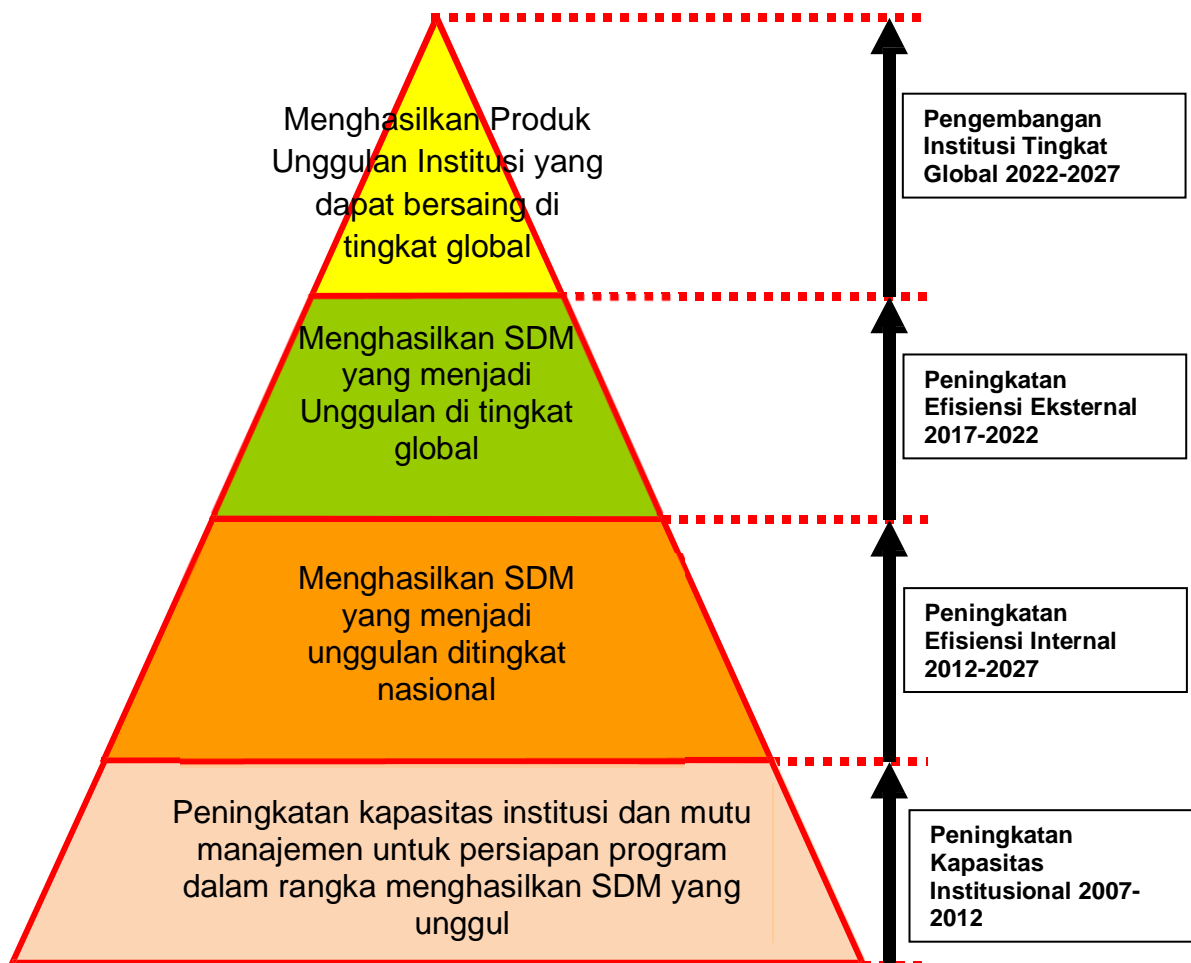 Menghasilkan Produk
Unggulan Institusi yang
dapat bersaing di
tingkat global
Pengembangan
Institusi Tingkat
Global 2022-2027
Menghasilkan SDM
yang menjadi
Unggulan di tingkat
global
Peningkatan
Efisiensi Eksternal
2017-2022
Menghasilkan SDM
yang menjadi
unggulan ditingkat
nasional
Peningkatan
Efisiensi Internal
2012-2027
Peningkatan kapasitas institusi dan mutu
manajemen untuk persiapan program
dalam rangka menghasilkan SDM yang
unggul
Peningkatan
Kapasitas
Institusional 2007-
2012